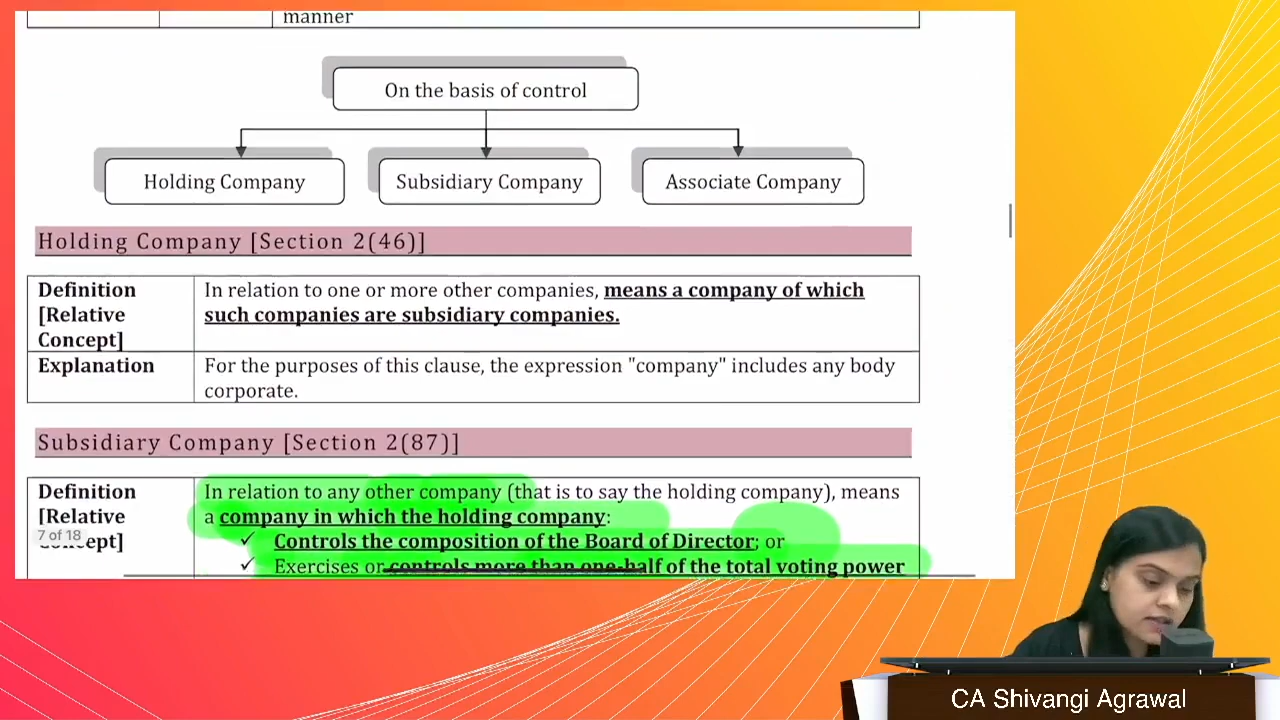 manner
On the basis of control
Holding Company
Subsidiary Company
Associate Company
Holding Company [Section 2(46)]
Definition
[Relative
Concept]
In relation to one or more other companies, means a company of which
such companies are subsidiary companies.
Explanation
For the purposes of this clause, the expression "company" includes any body
corporate.
Subsidiary Company [Section 2(87)]
Definition
[Relative
7 of 18
In relation to any other company (that is to say the holding company), means
a company in which the holding company:
✓ Controls the composition of the Board of Director; or
✓ Exercises or controls more than one-half of the total voting power
CA Shivangi Agrawal